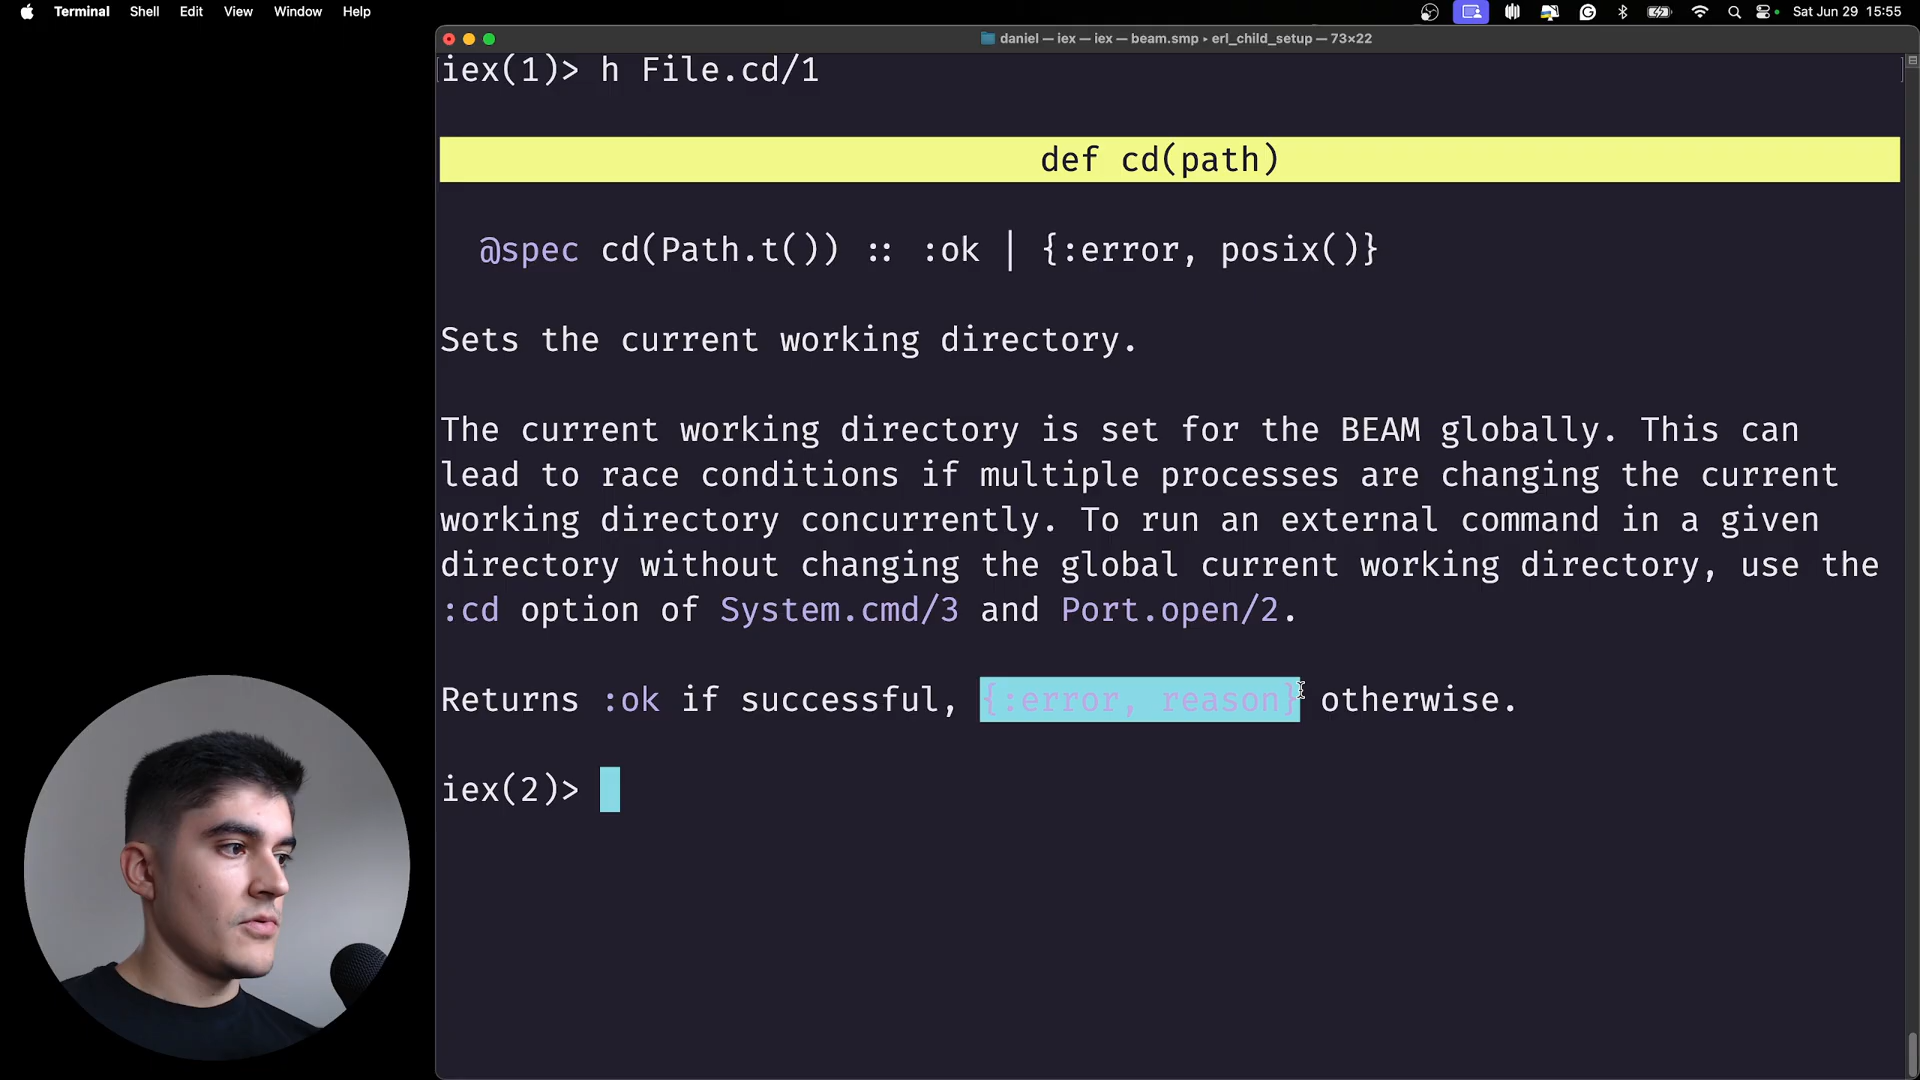 Terminal Shell Edit View Window Help Sat Jun 29 15:55
daniel — iex — iex — beam.smp ▸ erl_child_setup — 73×22
iex(1)> h File.cd/1
def cd(path)
@spec cd(Path.t()) :: :ok | {:error, posix()}
Sets the current working directory.
The current working directory is set for the BEAM globally. This can
lead to race conditions if multiple processes are changing the current
working directory concurrently. To run an external command in a given
directory without changing the global current working directory, use the
:cd option of System.cmd/3 and Port.open/2.
Returns :ok if successful, {:error, reason} otherwise.
iex(2)>